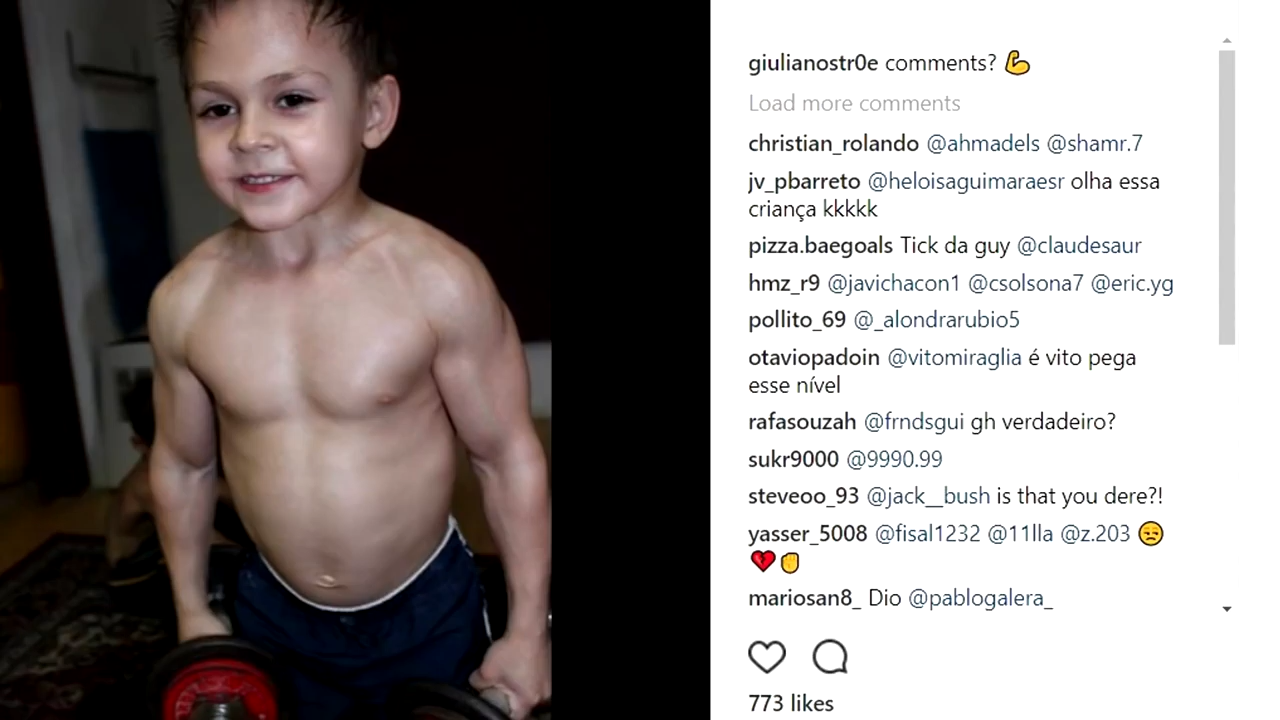 giulianostr0e comments? 💪
Load more comments
christian_rolando @ahmadels @shamr.7
jv_pbarreto @heloisaguimaraesr olha essa
criança kkkkk
pizza.baegoals Tick da guy @claudesaur
hmz_r9 @javichacon1 @csolsona7 @eric.yg
pollito_69 @_alondrarubio5
otaviopadoin @vitomiraglia é vito pega
esse nível
rafasouzah @frndsgui gh verdadeiro?
sukr9000 @9990.99
steveoo_93 @jack__bush is that you dere?!
yasser_5008 @fisal1232 @11lla @z.203 😞
💔✊
mariosan8_ Dio @pablogalera_
773 likes